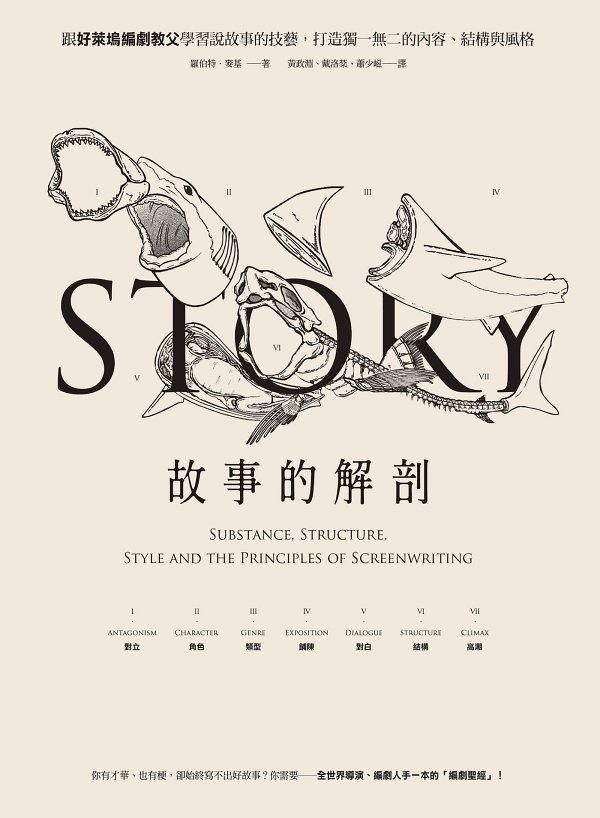 跟好萊塢編劇教父學習說故事的技藝，打造獨一無二的內容、結構與風格
羅伯特．麥基 ──著　　黃政淵、戴洛棻、蕭少嵫──譯
I　II　III　IV
STORY
V　VI　VII
故事的解剖
SUBSTANCE, STRUCTURE,
STYLE AND THE PRINCIPLES OF SCREENWRITING
I　II　III　IV　V　VI　VII
ANTAGONISM　CHARACTER　GENRE　EXPOSITION　DIALOGUE　STRUCTURE　CLIMAX
對立　角色　類型　鋪陳　對白　結構　高潮
你有才華、也有梗，卻始終寫不出好故事？你需要──全世界導演、編劇人手一本的「編劇聖經」！